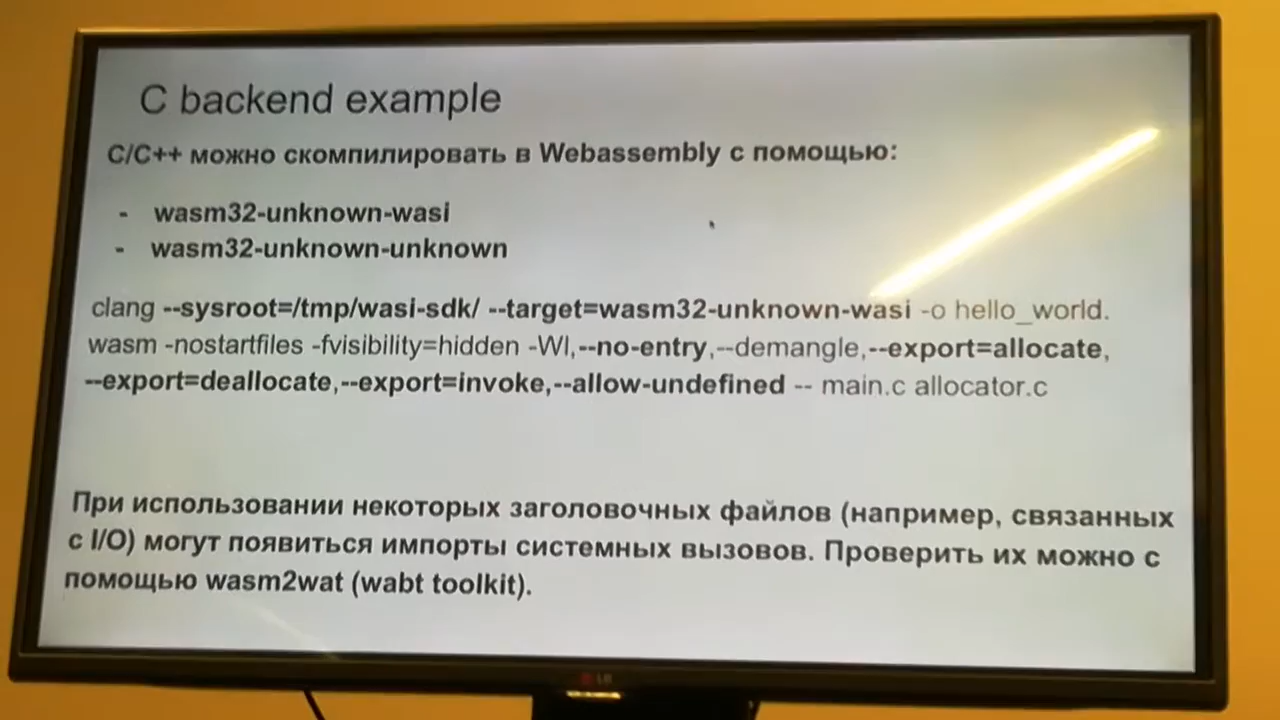 C backend example
C/C++ можно скомпилировать в Webassembly с помощью:
- wasm32-unknown-wasi
- wasm32-unknown-unknown
clang --sysroot=/tmp/wasi-sdk/ --target=wasm32-unknown-wasi -o hello_world.
wasm -nostartfiles -fvisibility=hidden -Wl,--no-entry,--demangle,--export=allocate,
--export=deallocate,--export=invoke,--allow-undefined -- main.c allocator.c
При использовании некоторых заголовочных файлов (например, связанных
с I/O) могут появиться импорты системных вызовов. Проверить их можно с
помощью wasm2wat (wabt toolkit).
LG